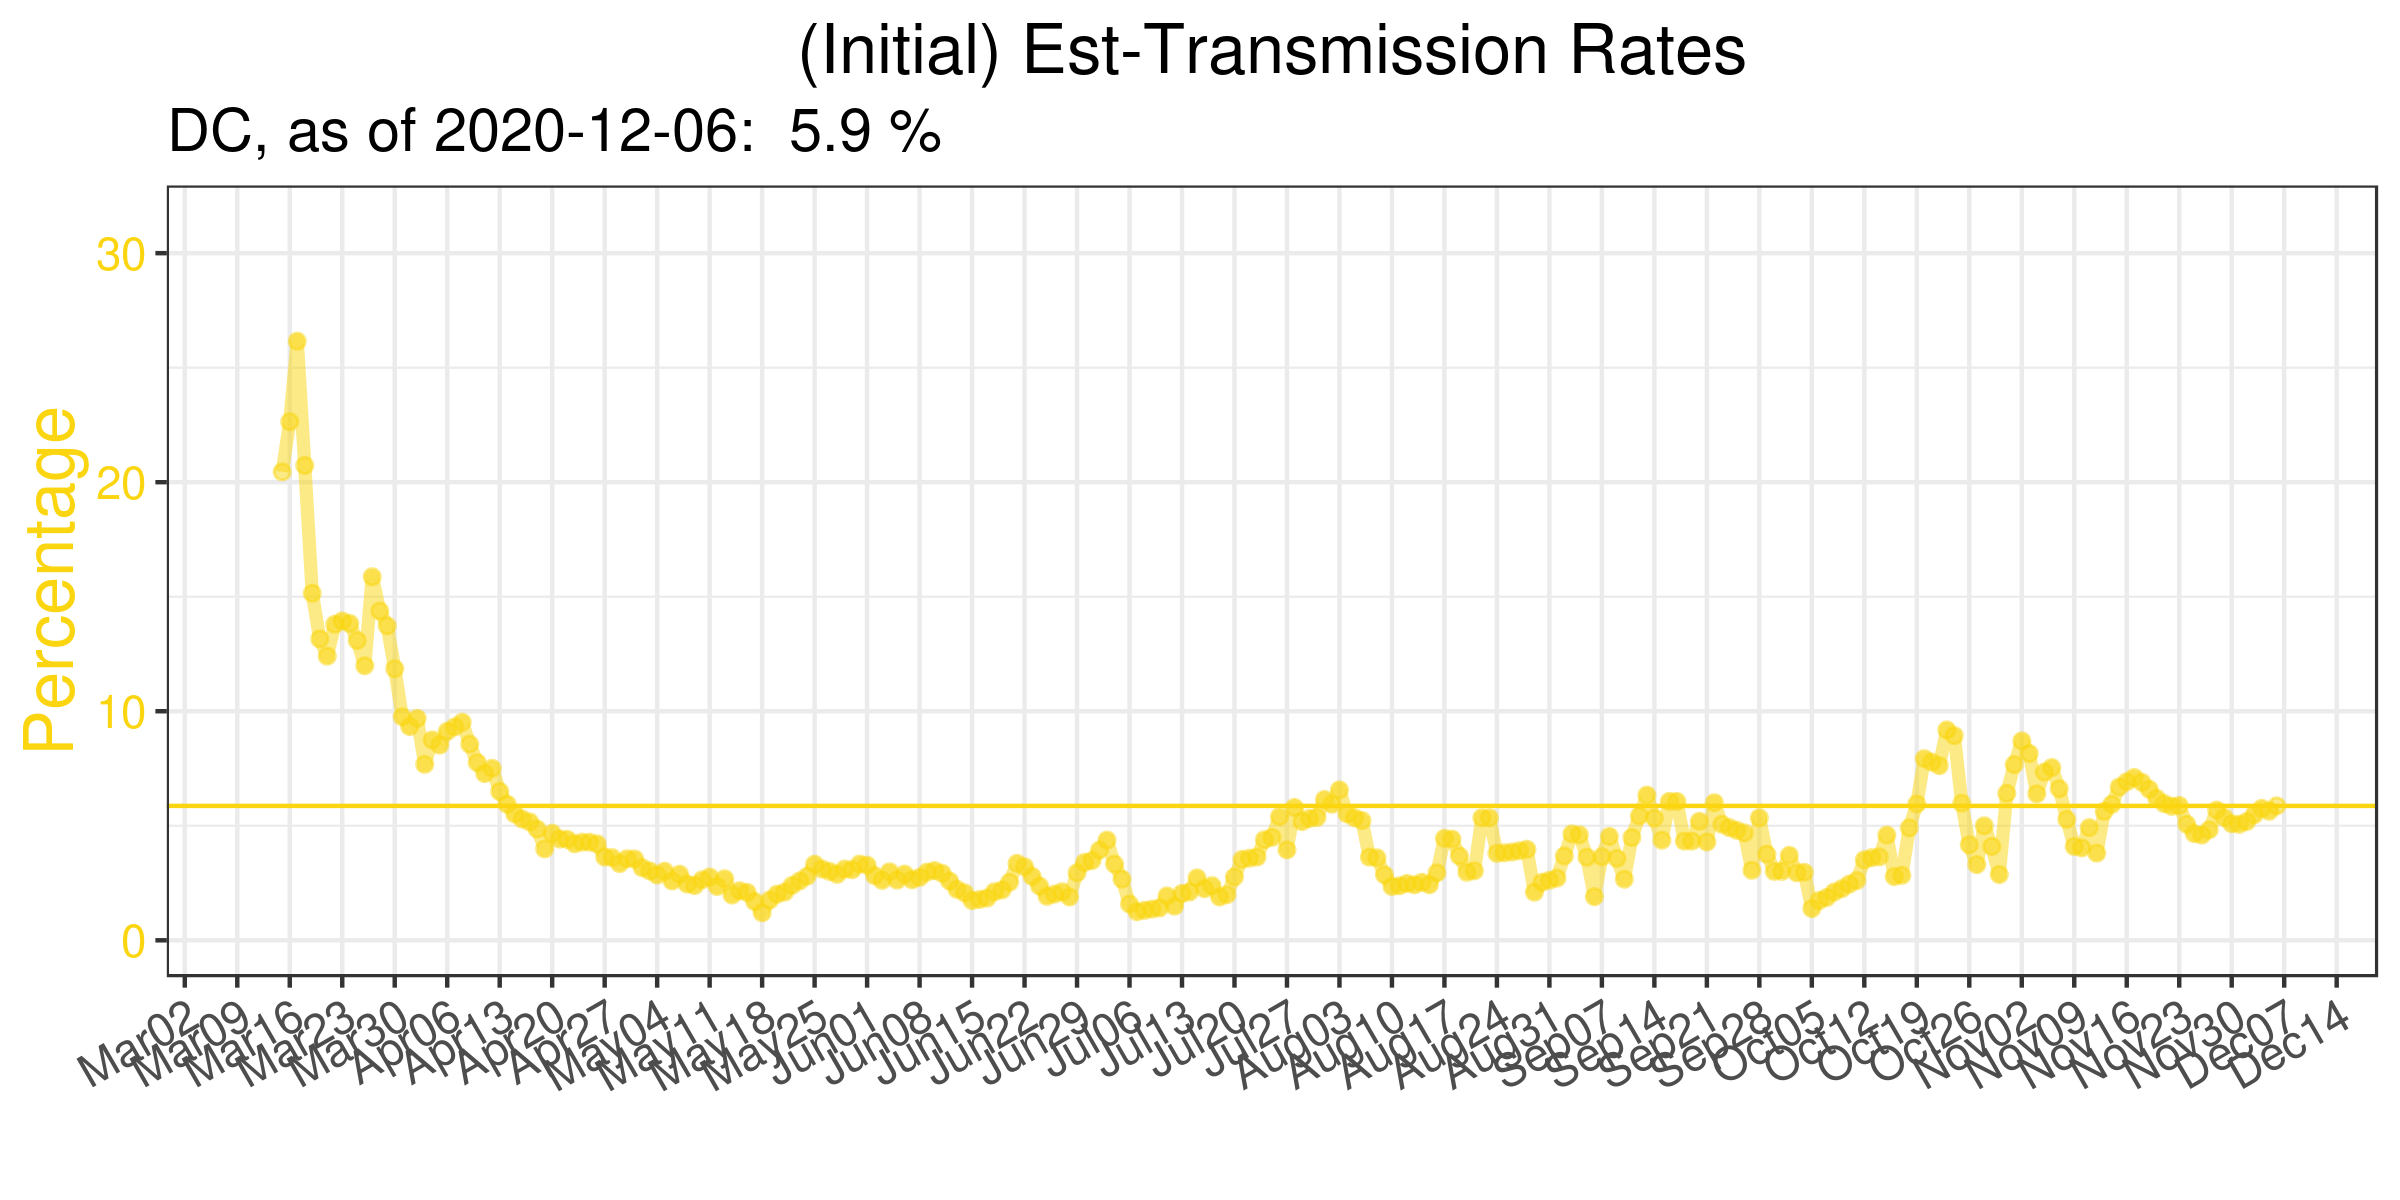 (Initial) Est-Transmission Rates
DC, as of 2020-12-06:  5.9 %
Percentage
30
20
10
0
Mar02
Mar09
Mar16
Mar23
Mar30
Apr06
Apr13
Apr20
Apr27
May04
May11
May18
May25
Jun01
Jun08
Jun15
Jun22
Jun29
Jul06
Jul13
Jul20
Jul27
Aug03
Aug10
Aug17
Aug24
Aug31
Sep07
Sep14
Sep21
Sep28
Oct05
Oct12
Oct19
Oct26
Nov02
Nov09
Nov16
Nov23
Nov30
Dec07
Dec14